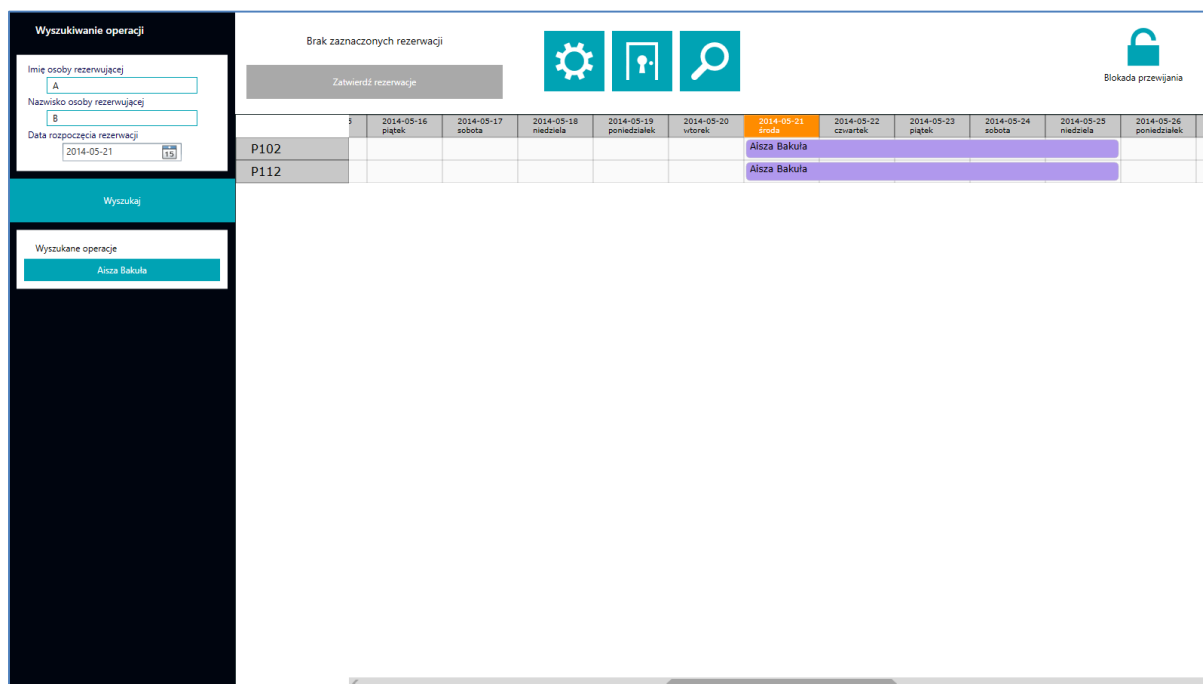 Wyszukiwanie operacji
Imię osoby rezerwującej
A
Nazwisko osoby rezerwującej
B
Data rozpoczęcia rezerwacji
2014-05-21 15
Wyszukaj
Wyszukane operacje
Aisza Bakuła
Brak zaznaczonych rezerwacji
Zatwierdź rezerwacje
Blokada przewijania
2014-05-16 2014-05-17 2014-05-18 2014-05-19 2014-05-20 2014-05-21 2014-05-22 2014-05-23 2014-05-24 2014-05-25 2014-05-26
piątek sobota niedziela poniedziałek wtorek środa czwartek piątek sobota niedziela poniedziałek
P102 Aisza Bakuła
P112 Aisza Bakuła